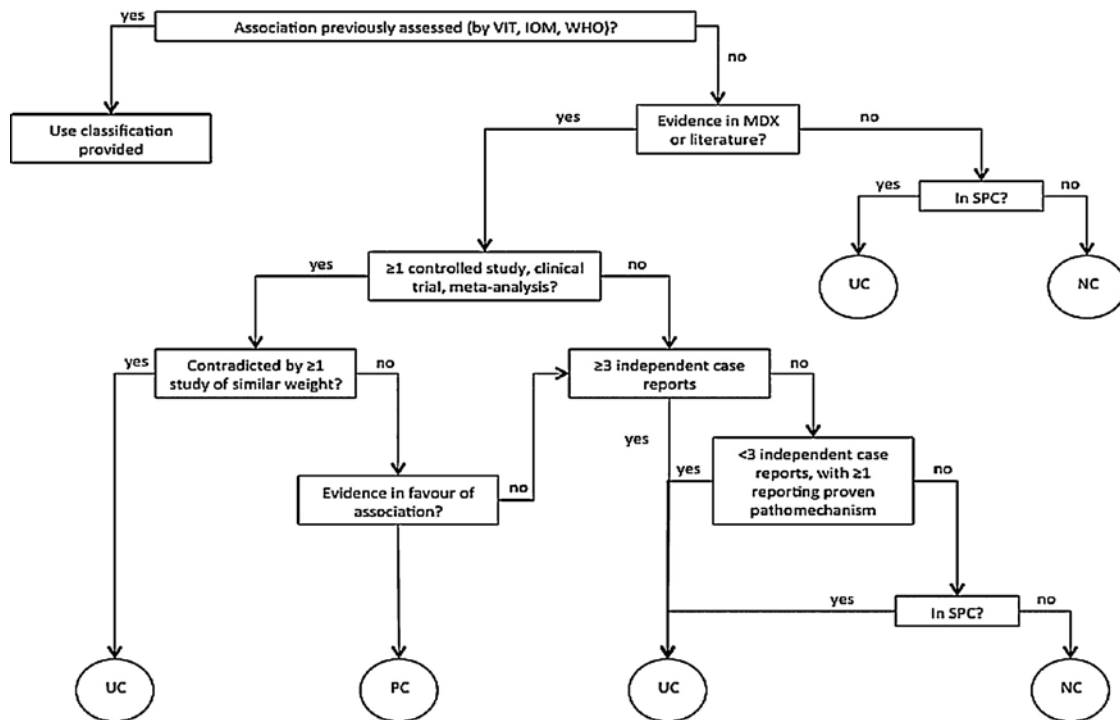 yes
Association previously assessed (by VIT, IOM, WHO)?
no
Use classification
provided
yes
Evidence in MDX
or literature?
no
yes
In SPC?
no
UC
NC
yes
≥1 controlled study, clinical
trial, meta-analysis?
no
yes
Contradicted by ≥1
study of similar weight?
no
≥3 independent case
reports
no
yes
yes
<3 independent case
reports, with ≥1
reporting proven
pathomechanism
no
Evidence in favour of
association?
no
yes
In SPC?
no
UC
PC
UC
NC